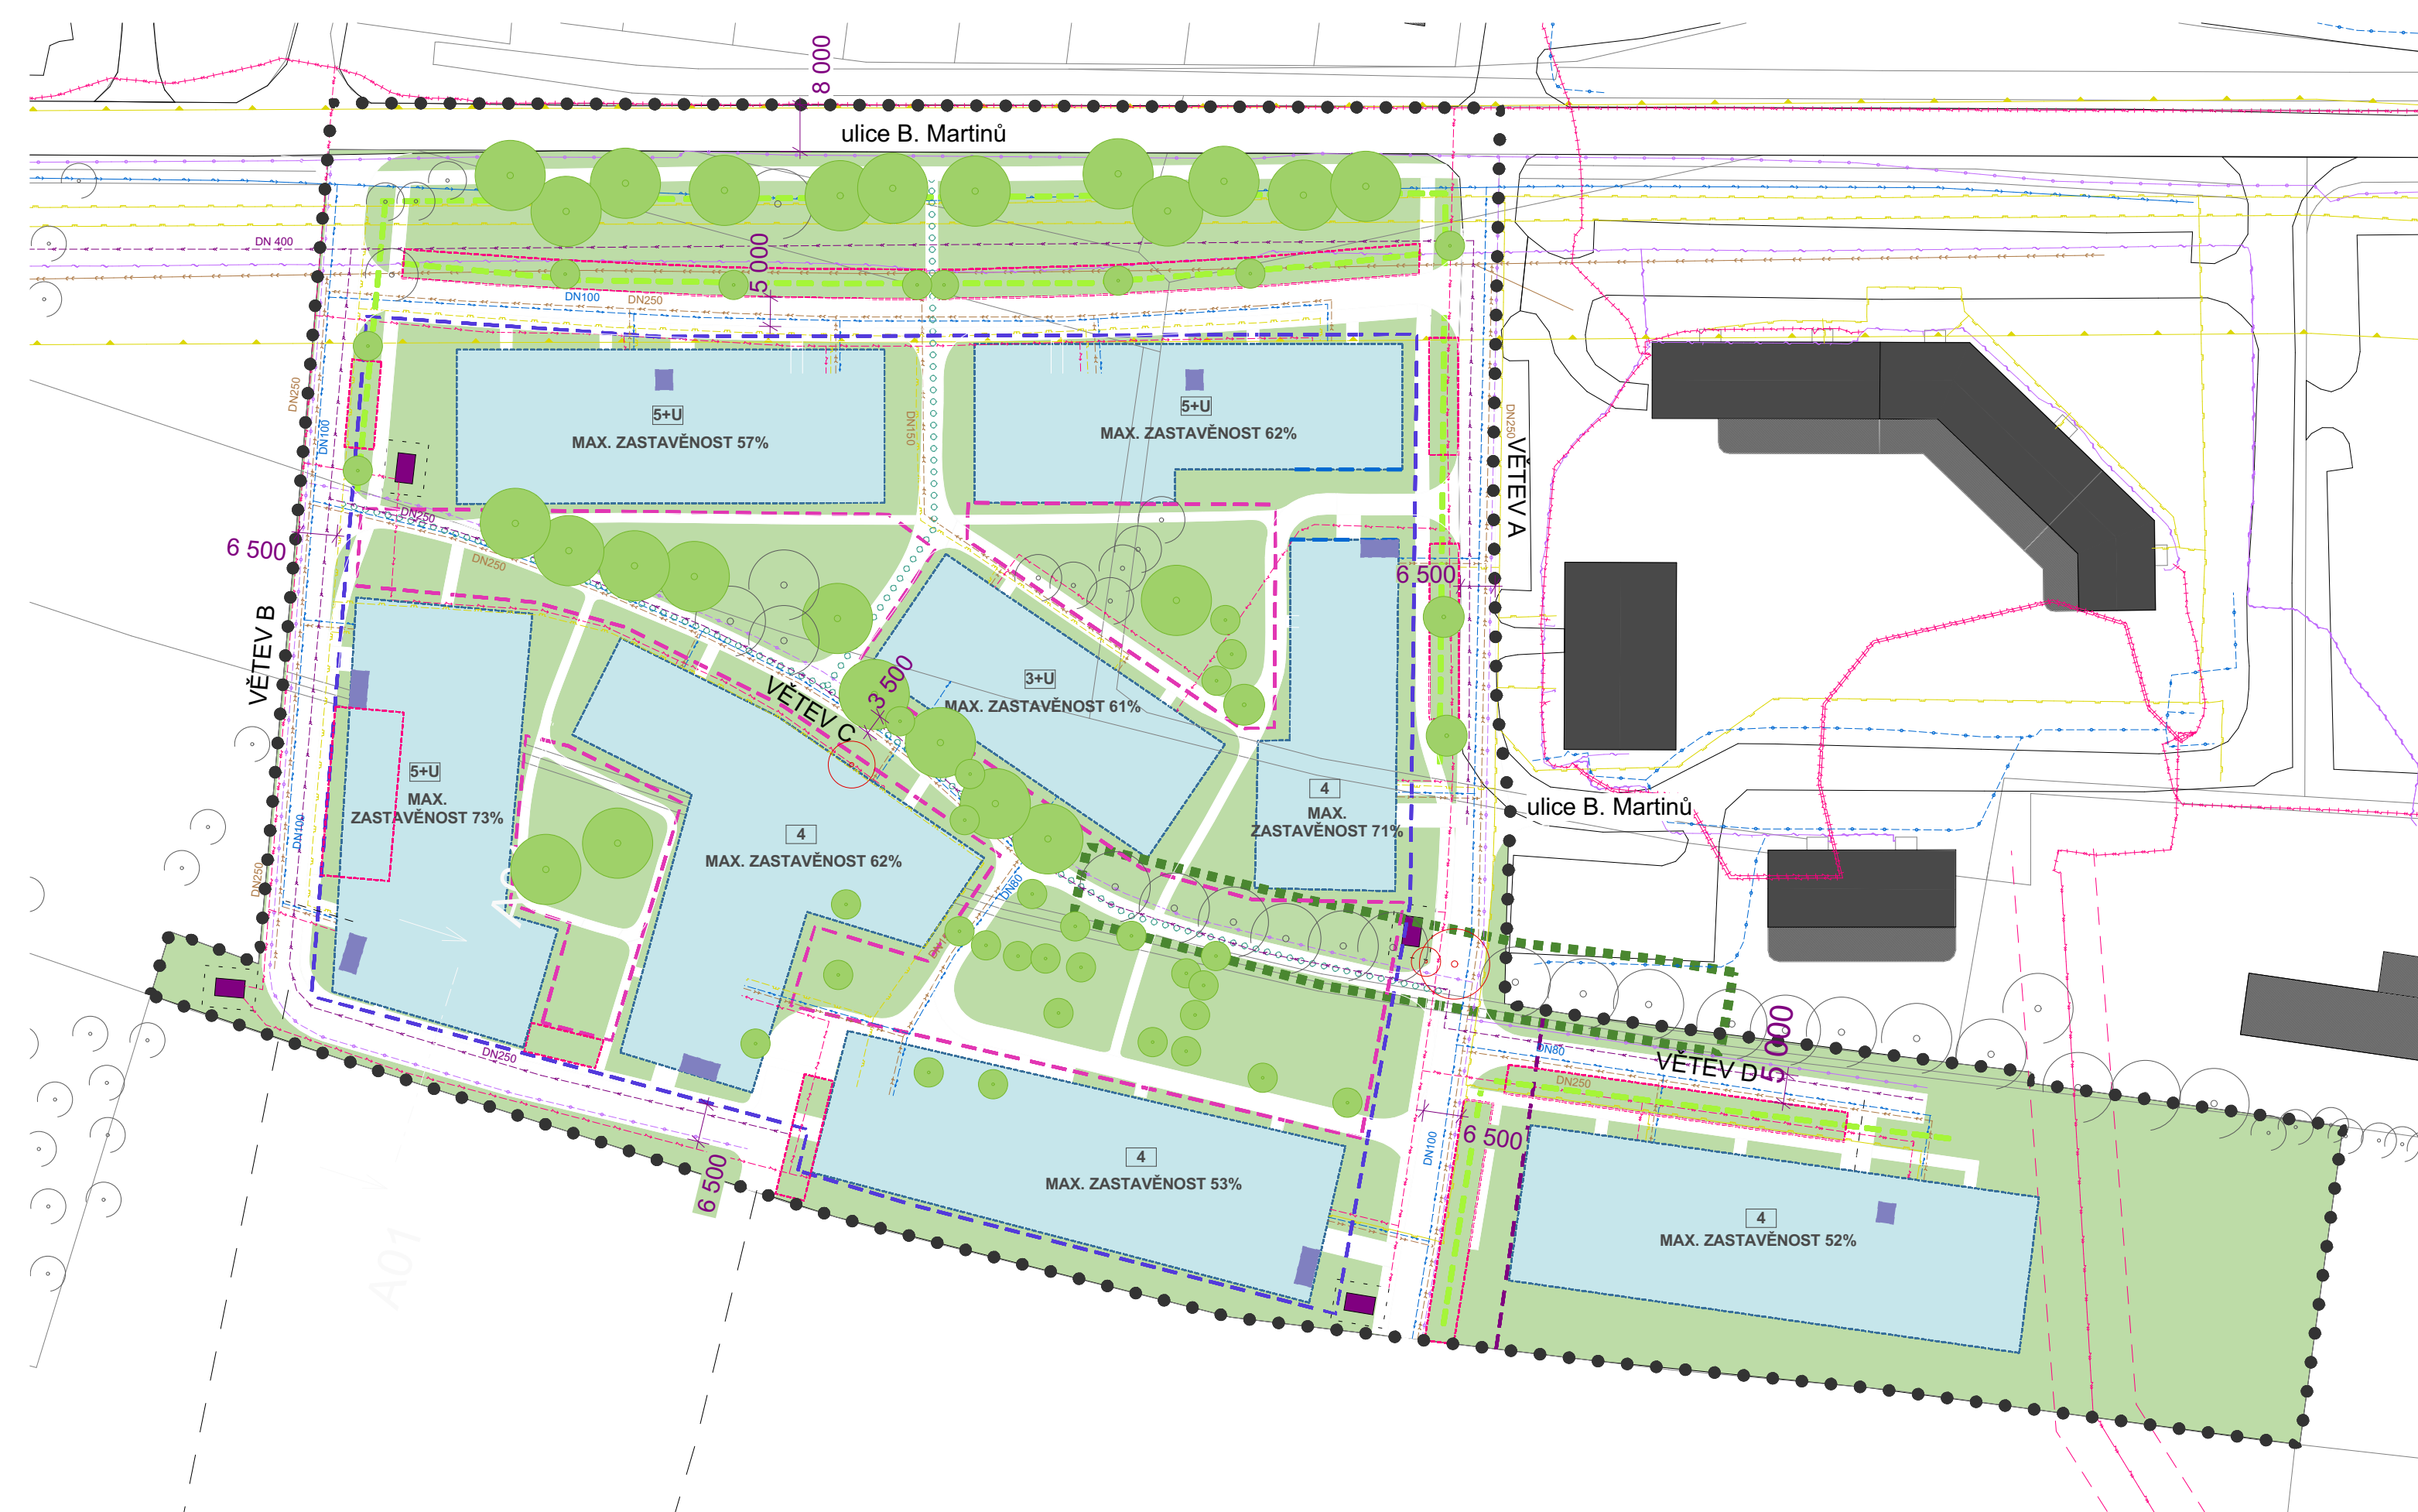 8 000
ulice B. Martinů
DN 400
5 000
DN100
DN250
DN250
DN100
5+U
MAX. ZASTAVĚNOST 57%
DN150
5+U
MAX. ZASTAVĚNOST 62%
DN250
VĚTEV A
DN250
6 500
DN250
6 500
VĚTEV B
VĚTEV C
3 500
3+U
MAX. ZASTAVĚNOST 61%
5+U
MAX.
ZASTAVĚNOST 73%
4
MAX. ZASTAVĚNOST 62%
4
MAX.
ZASTAVĚNOST 71%
ulice B. Martinů
DN100
DN250
DN80
DN250
DN80
VĚTEV D
5 000
DN250
6 500
DN100
6 500
4
MAX. ZASTAVĚNOST 53%
4
MAX. ZASTAVĚNOST 52%
A01